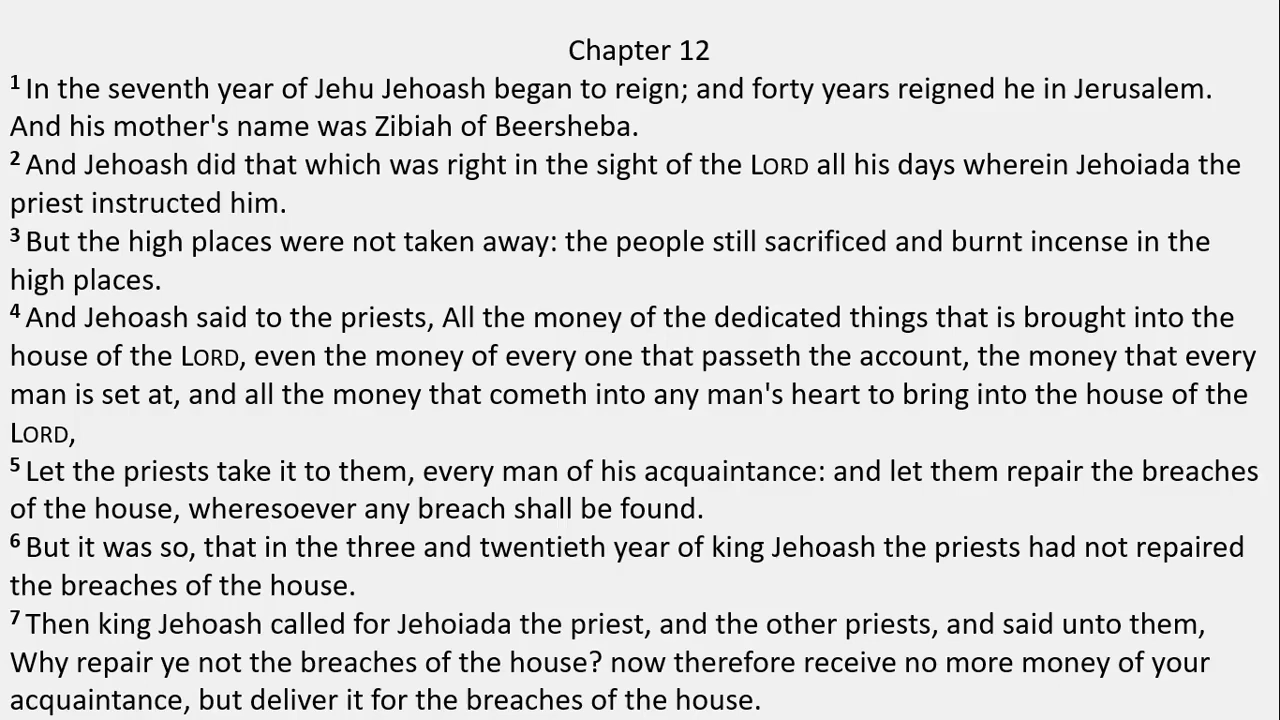 Chapter 12
1 In the seventh year of Jehu Jehoash began to reign; and forty years reigned he in Jerusalem.
And his mother's name was Zibiah of Beersheba.
2 And Jehoash did that which was right in the sight of the LORD all his days wherein Jehoiada the
priest instructed him.
3 But the high places were not taken away: the people still sacrificed and burnt incense in the
high places.
4 And Jehoash said to the priests, All the money of the dedicated things that is brought into the
house of the LORD, even the money of every one that passeth the account, the money that every
man is set at, and all the money that cometh into any man's heart to bring into the house of the
LORD,
5 Let the priests take it to them, every man of his acquaintance: and let them repair the breaches
of the house, wheresoever any breach shall be found.
6 But it was so, that in the three and twentieth year of king Jehoash the priests had not repaired
the breaches of the house.
7 Then king Jehoash called for Jehoiada the priest, and the other priests, and said unto them,
Why repair ye not the breaches of the house? now therefore receive no more money of your
acquaintance, but deliver it for the breaches of the house.